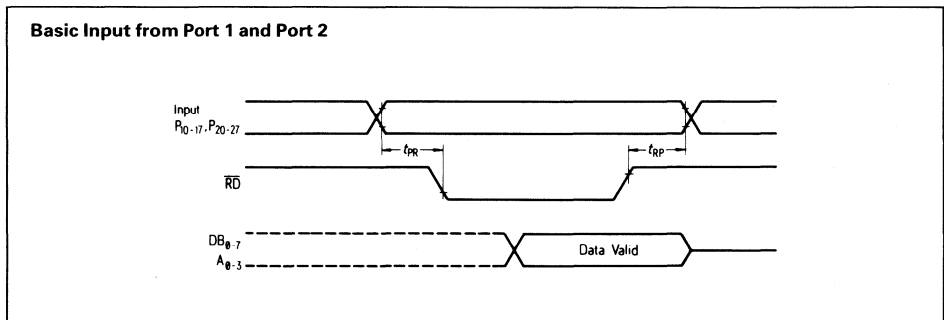 Basic Input from Port 1 and Port 2
Input
P10-17, P20-27
tPR
tRP
RD
DB0-7
Data Valid
A0-3